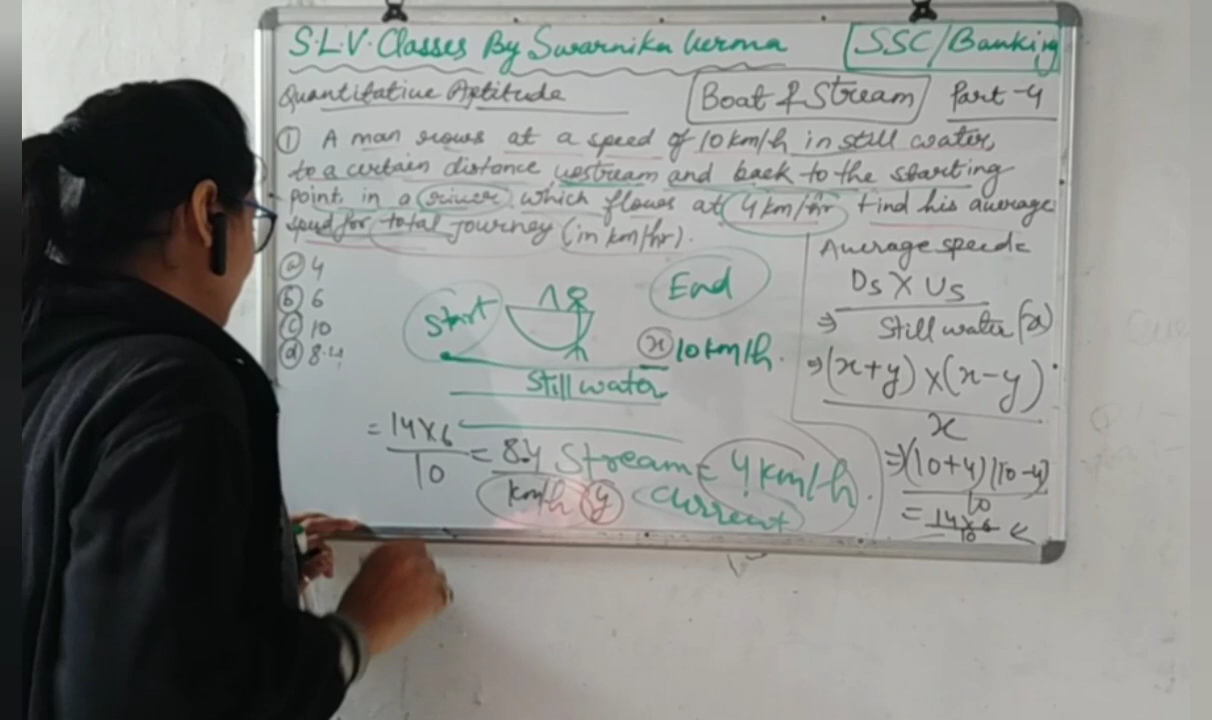 S.L.V. Classes By Swarnika Verma
SSC/Banking
Quantitative Aptitude
Boat & Stream
Part-4
① A man rows at a speed of 10 km/h in still water,
to a certain distance upstream and back to the starting
point in a river which flows at 4 km/hr Find his average
speed for total journey (in km/hr).
ⓐ 4
ⓑ 6
ⓒ 10
ⓓ 8.4
Start
End
x 10 km/h.
Still water
= 14×6/10 = 8.4 km/h
Stream = 4 km/h.
y current
Average speed =
⇒ Ds × Us / Still water (x)
⇒ (x+y) × (x-y) / x
⇒ (10+4)(10-4) / 10
= 14×6 / 10